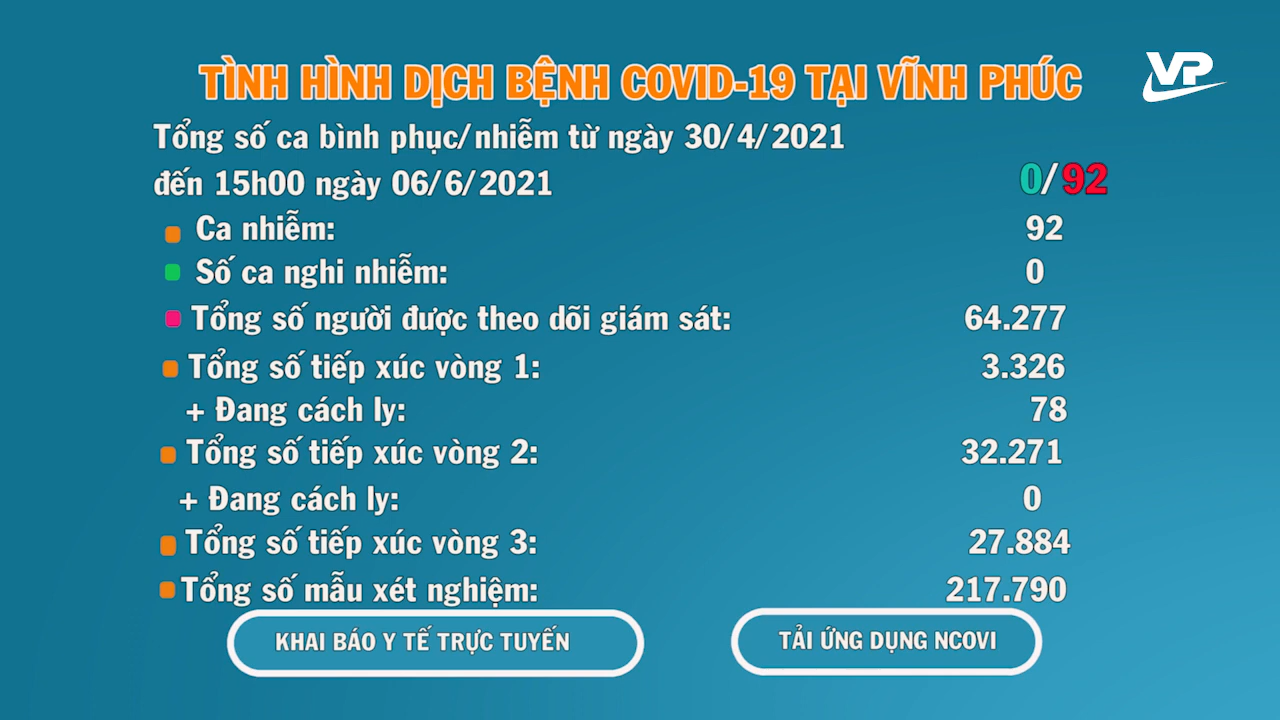 VP
TÌNH HÌNH DỊCH BỆNH COVID-19 TẠI VĨNH PHÚC
Tổng số ca bình phục/nhiễm từ ngày 30/4/2021
đến 15h00 ngày 06/6/2021 0/92
Ca nhiễm: 92
Số ca nghi nhiễm: 0
Tổng số người được theo dõi giám sát: 64.277
Tổng số tiếp xúc vòng 1: 3.326
+ Đang cách ly: 78
Tổng số tiếp xúc vòng 2: 32.271
+ Đang cách ly: 0
Tổng số tiếp xúc vòng 3: 27.884
Tổng số mẫu xét nghiệm: 217.790
KHAI BÁO Y TẾ TRỰC TUYẾN TẢI ỨNG DỤNG NCOVI